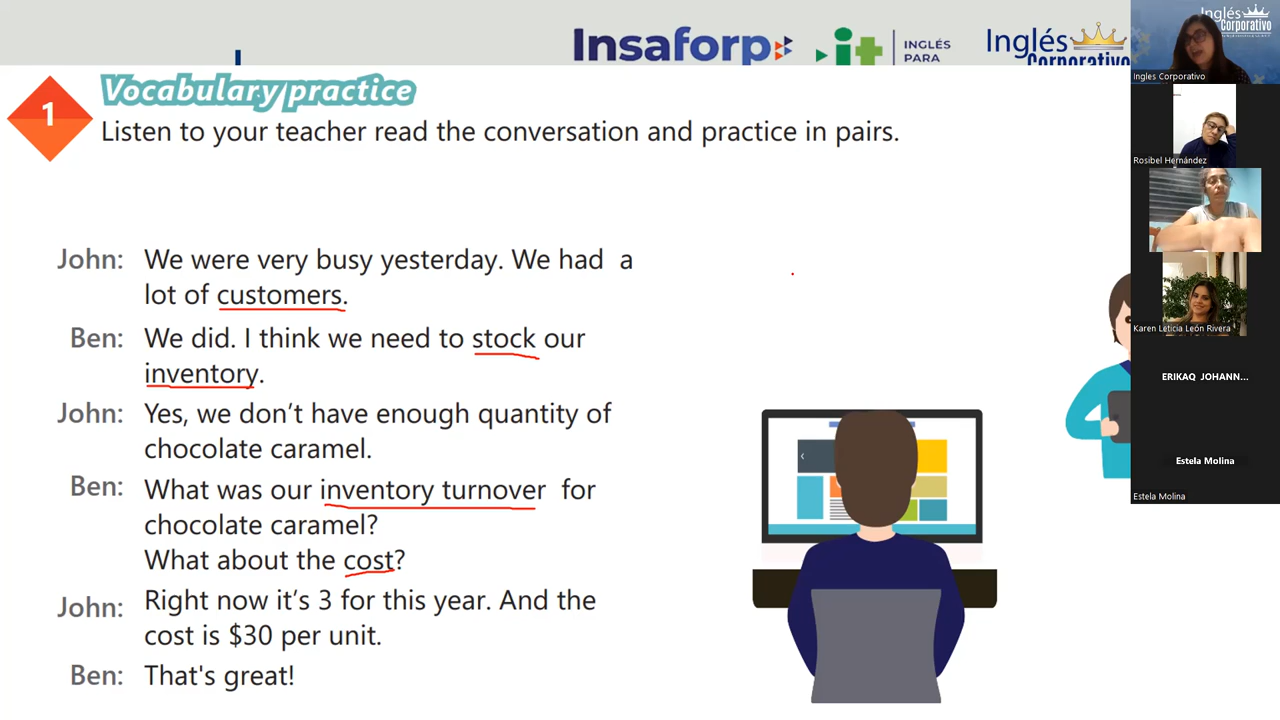 Insaforp
it
INGLÉS
PARA
Inglés
Corporativo
Inglés
Corporativo
Ingles Corporativo
1
Vocabulary practice
Listen to your teacher read the conversation and practice in pairs.
Rosibel Hernández
John: We were very busy yesterday. We had a
lot of customers.
Ben: We did. I think we need to stock our
inventory.
Karen Leticia León Rivera
John: Yes, we don't have enough quantity of
chocolate caramel.
ERIKAQ JOHANN...
Ben: What was our inventory turnover for
chocolate caramel?
What about the cost?
Estela Molina
Estela Molina
John: Right now it's 3 for this year. And the
cost is $30 per unit.
Ben: That's great!